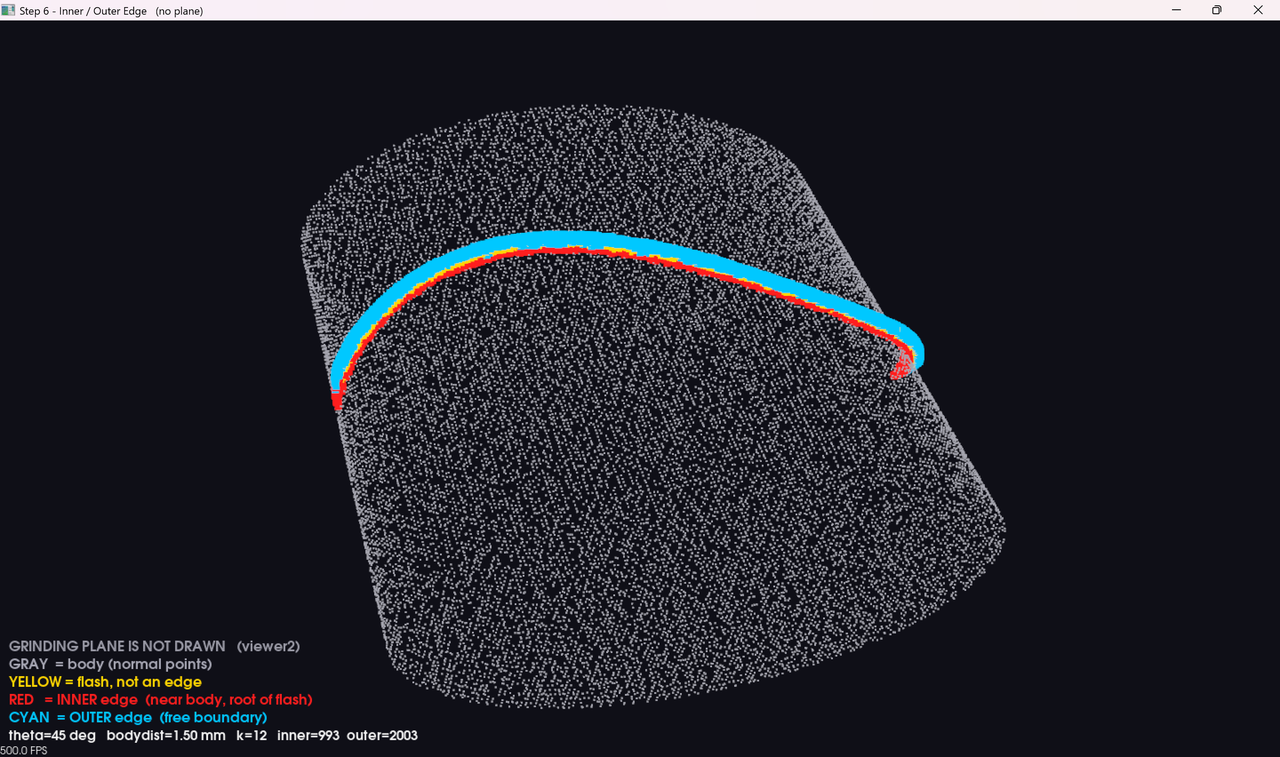 Step 6 - Inner / Outer Edge (no plane)
GRINDING PLANE IS NOT DRAWN (viewer2)
GRAY = body (normal points)
YELLOW = flash, not an edge
RED = INNER edge (near body, root of flash)
CYAN = OUTER edge (free boundary)
theta=45 deg bodydist=1.50 mm k=12 inner=993 outer=2003
500.0 FPS